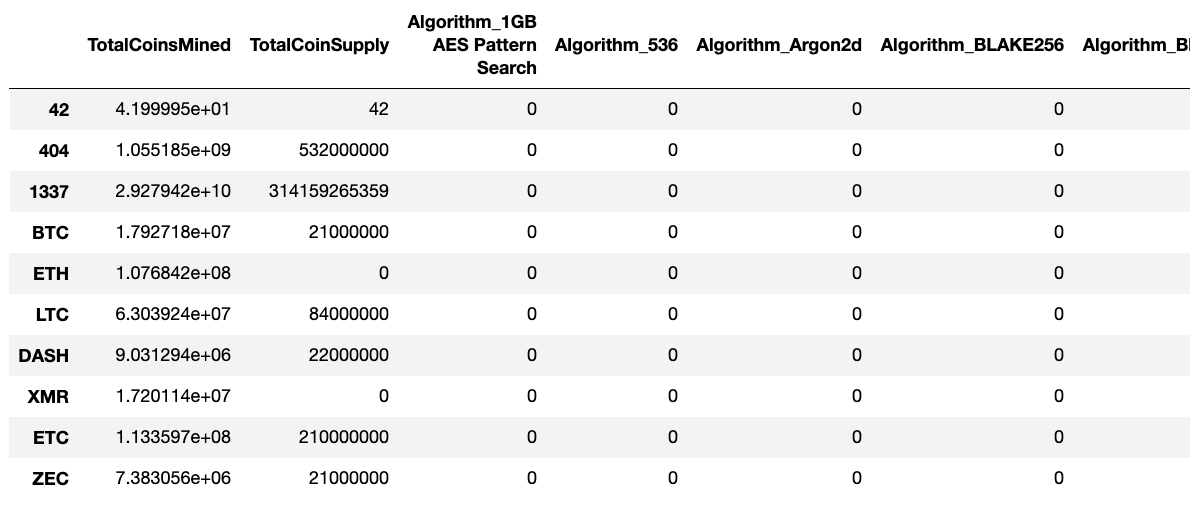 Algorithm_1GB
TotalCoinsMined TotalCoinSupply AES Pattern Algorithm_536 Algorithm_Argon2d Algorithm_BLAKE256 Algorithm_Bl
Search
42 4.199995e+01 42 0 0 0 0
404 1.055185e+09 532000000 0 0 0 0
1337 2.927942e+10 314159265359 0 0 0 0
BTC 1.792718e+07 21000000 0 0 0 0
ETH 1.076842e+08 0 0 0 0 0
LTC 6.303924e+07 84000000 0 0 0 0
DASH 9.031294e+06 22000000 0 0 0 0
XMR 1.720114e+07 0 0 0 0 0
ETC 1.133597e+08 210000000 0 0 0 0
ZEC 7.383056e+06 21000000 0 0 0 0